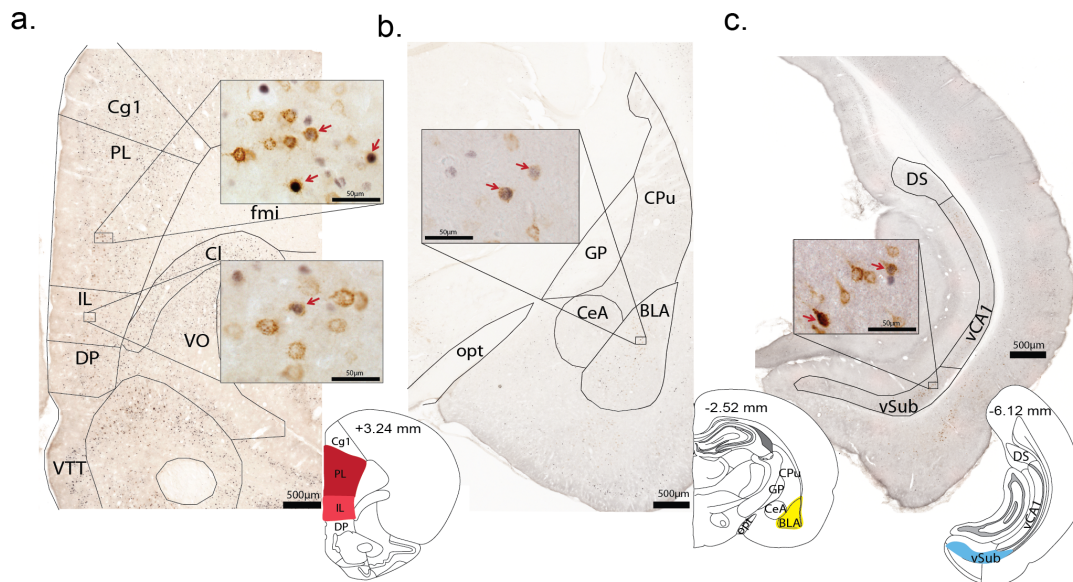 a.
Cg1
PL
fmi
Cl
IL
VO
DP
VTT
50µm
50µm
500µm
+3.24 mm
Cg1
PL
IL
DP
b.
50µm
CPu
GP
CeA
BLA
opt
500µm
-2.52 mm
CPu
GP
CeA
BLA
opt
c.
DS
50µm
vCA1
500µm
vSub
-6.12 mm
DS
vCA1
vSub